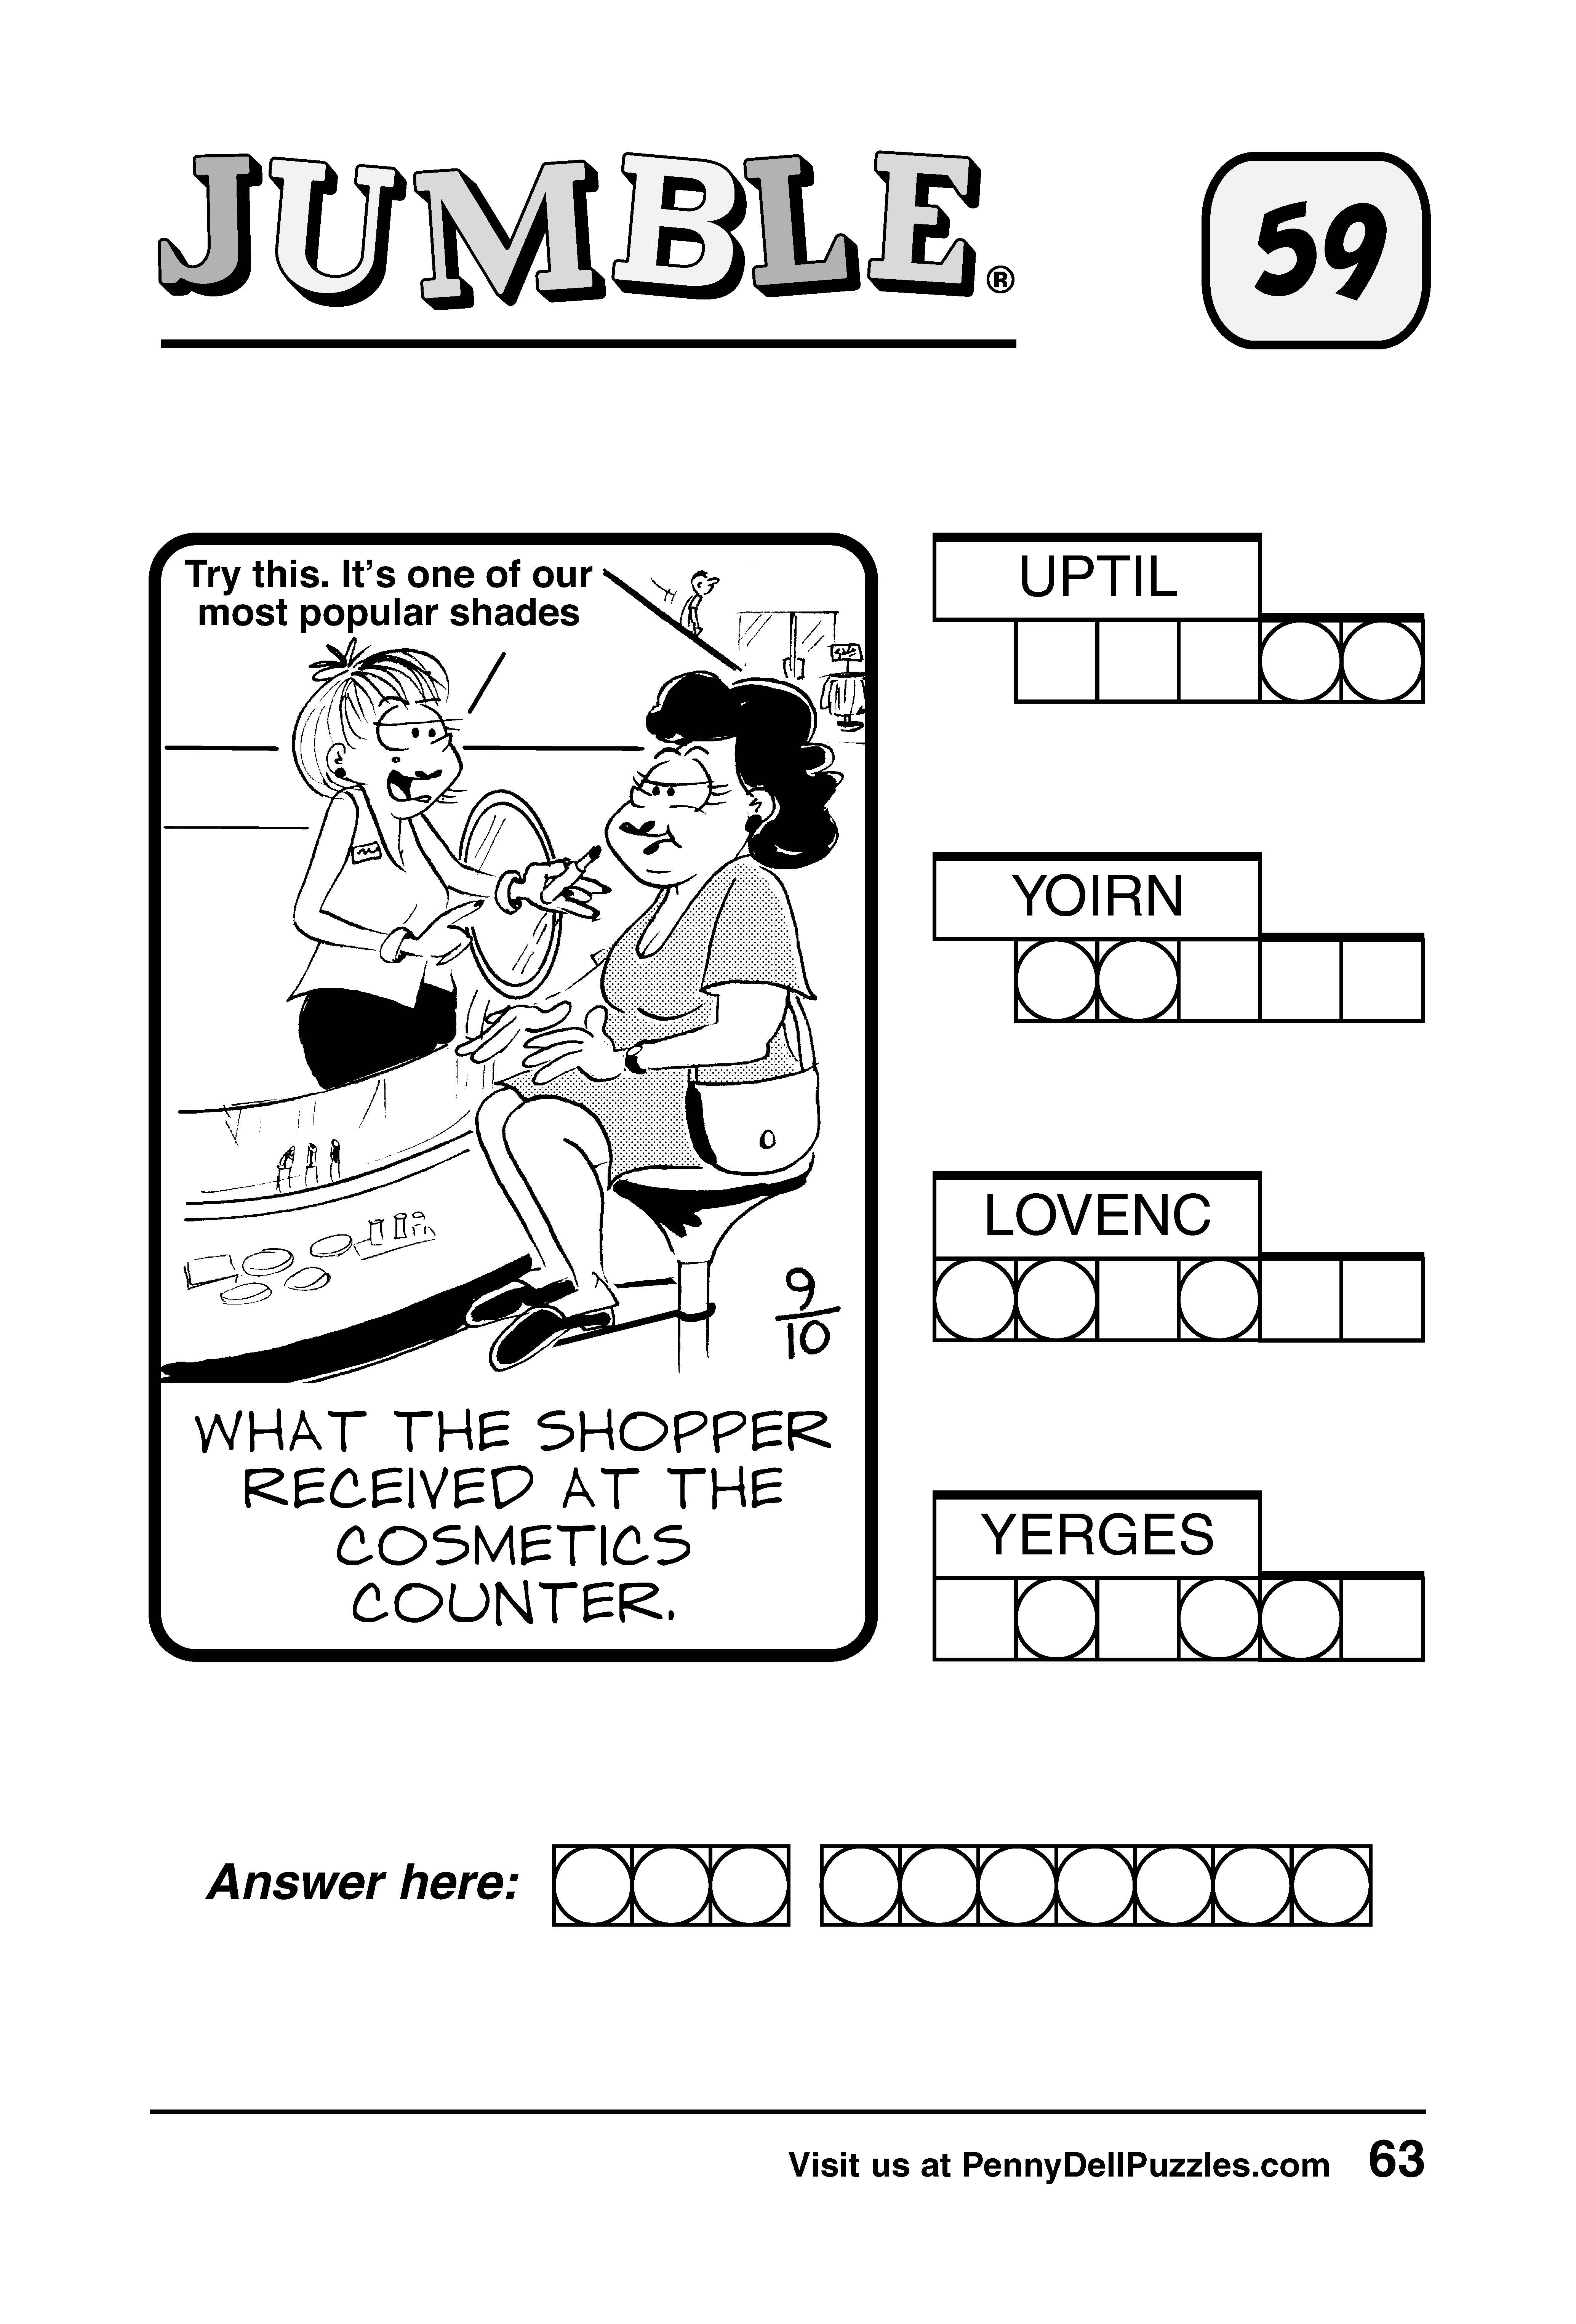 JUMBLE®
59
Try this. It’s one of our
most popular shades
Sale
9
10
WHAT THE SHOPPER
RECEIVED AT THE
COSMETICS
COUNTER.
UPTIL
YOIRN
LOVENC
YERGES
Answer here:
Visit us at PennyDellPuzzles.com 63